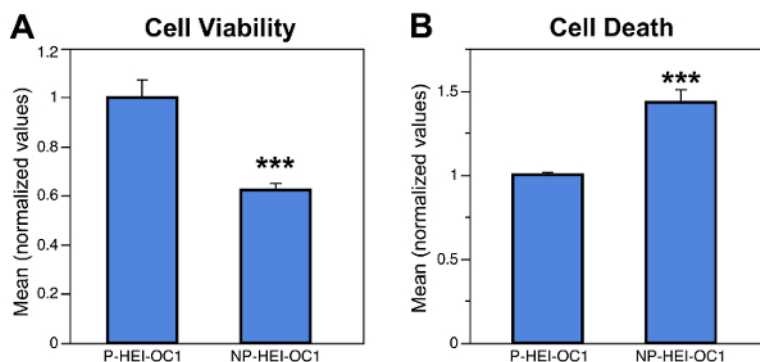 A
Cell Viability
Mean (normalized values)
1.2
1
0.8
0.6
0.4
0.2
0
***
P-HEI-OC1
NP-HEI-OC1
B
Cell Death
Mean (normalized values)
1.5
1
0.5
0
***
P-HEI-OC1
NP-HEI-OC1